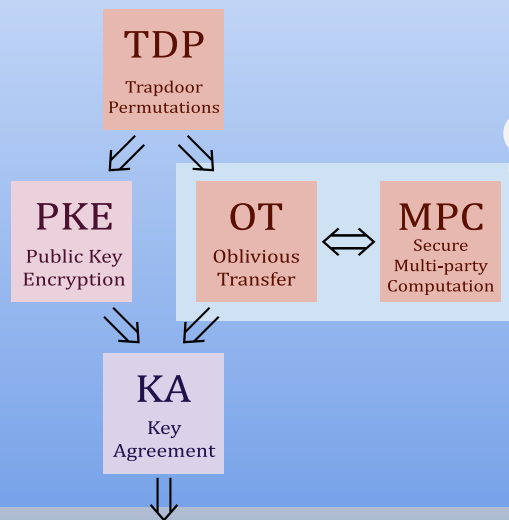 TDP
Trapdoor
Permutations
PKE
Public Key
Encryption
OT
Oblivious
Transfer
MPC
Secure
Multi-party
Computation
KA
Key
Agreement